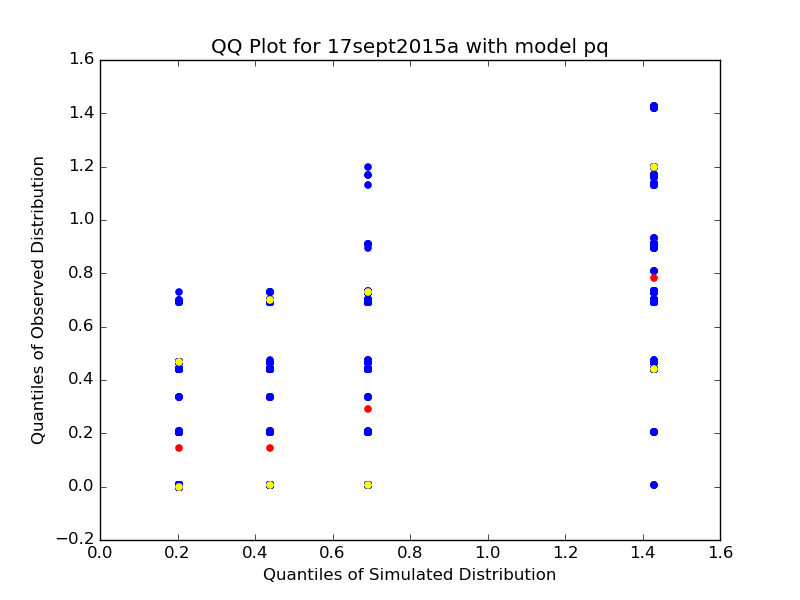 QQ Plot for 17sept2015a with model pq
1.6
1.4
1.2
1.0
0.8
0.6
0.4
0.2
0.0
−0.2
Quantiles of Observed Distribution
0.0 0.2 0.4 0.6 0.8 1.0 1.2 1.4 1.6
Quantiles of Simulated Distribution